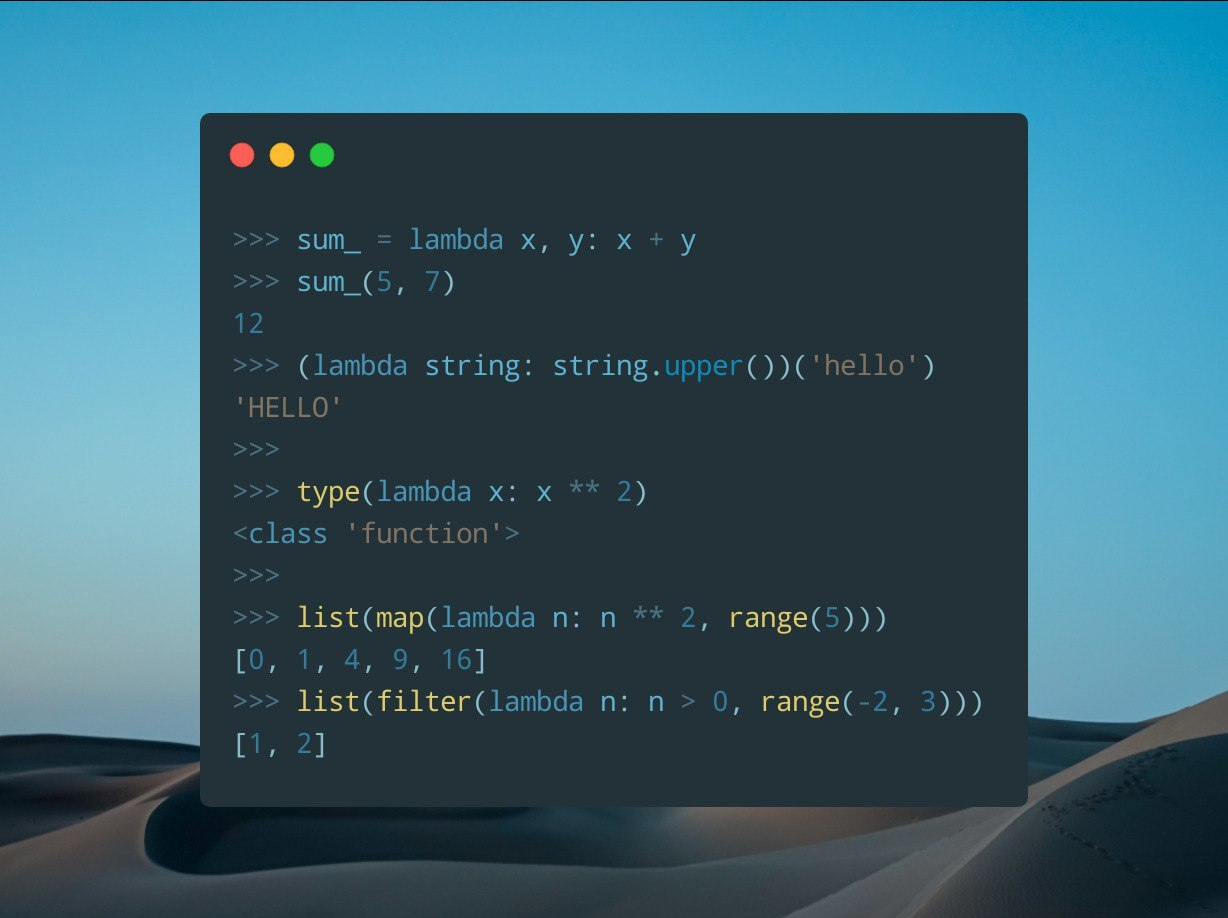 >>> sum_ = lambda x, y: x + y
>>> sum_(5, 7)
12
>>> (lambda string: string.upper())('hello')
'HELLO'
>>>
>>> type(lambda x: x ** 2)
<class 'function'>
>>>
>>> list(map(lambda n: n ** 2, range(5)))
[0, 1, 4, 9, 16]
>>> list(filter(lambda n: n > 0, range(-2, 3)))
[1, 2]